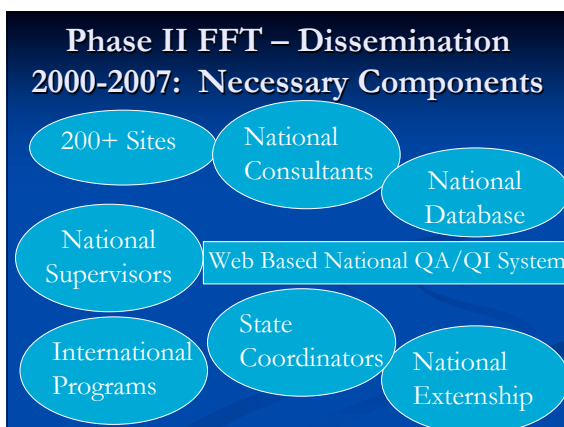 Phase II FFT – Dissemination
2000-2007:  Necessary Components
200+ Sites
National
Consultants
National
Database
National
Supervisors
Web Based National QA/QI System
International
Programs
State
Coordinators
National
Externship